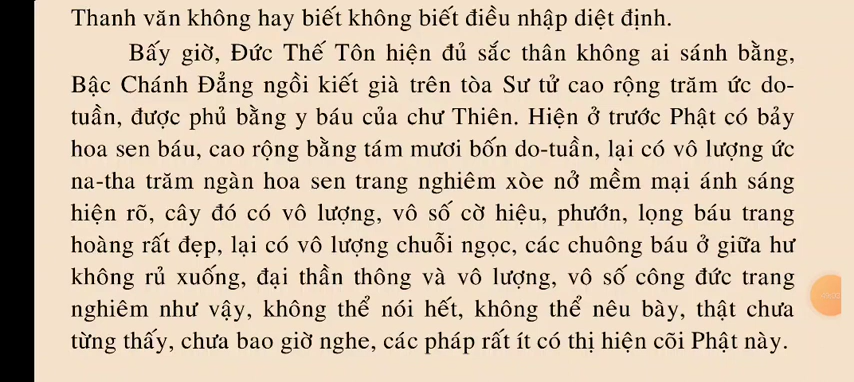 Thanh văn không hay biết không biết điều nhập diệt định.
Bấy giờ, Đức Thế Tôn hiện đủ sắc thân không ai sánh bằng,
Bậc Chánh Đẳng ngồi kiết già trên tòa Sư tử cao rộng trăm ức do-
tuần, được phủ bằng y báu của chư Thiên. Hiện ở trước Phật có bảy
hoa sen báu, cao rộng bằng tám mươi bốn do-tuần, lại có vô lượng ức
na-tha trăm ngàn hoa sen trang nghiêm xòe nở mềm mại ánh sáng
hiện rõ, cây đó có vô lượng, vô số cờ hiệu, phướn, lọng báu trang
hoàng rất đẹp, lại có vô lượng chuỗi ngọc, các chuông báu ở giữa hư
không rủ xuống, đại thần thông và vô lượng, vô số công đức trang
nghiêm như vậy, không thể nói hết, không thể nêu bày, thật chưa
từng thấy, chưa bao giờ nghe, các pháp rất ít có thị hiện cõi Phật này.